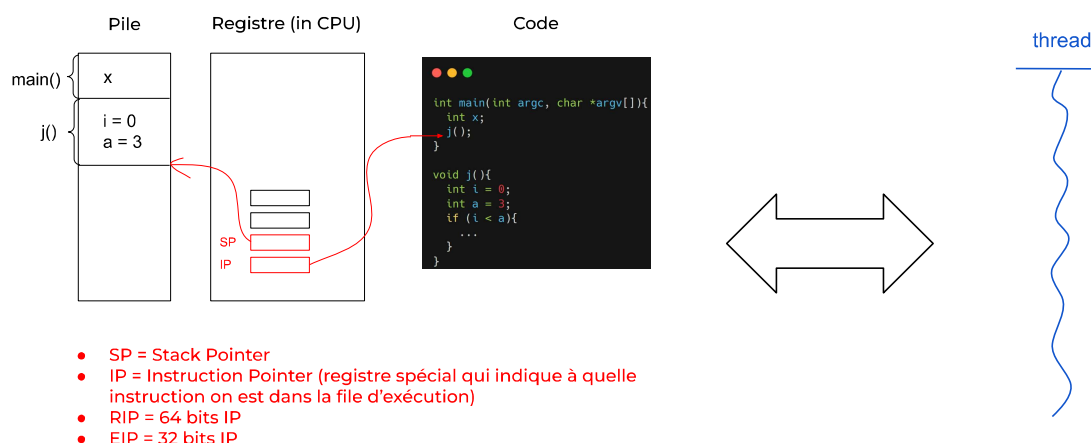 Pile
Registre (in CPU)
Code
thread
main()
x
j()
i = 0
a = 3
SP
IP
int main(int argc, char *argv[]){
int x;
j();
}
void j(){
int i = 0;
int a = 3;
if (i < a){
...
}
}
● SP = Stack Pointer
● IP = Instruction Pointer (registre spécial qui indique à quelle
instruction on est dans la file d'exécution)
● RIP = 64 bits IP
● EIP = 32 bits IP